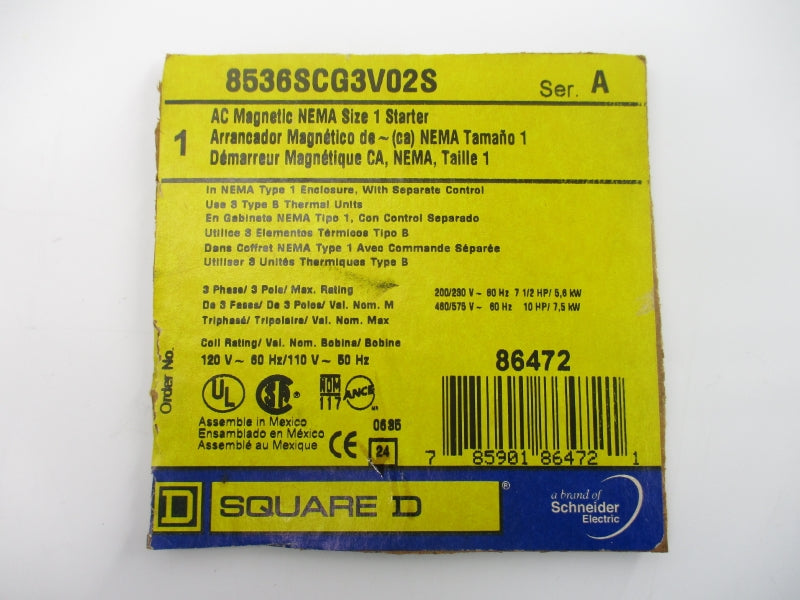 8536SCG3V02S Ser. A
1
AC Magnetic NEMA Size 1 Starter
Arrancador Magnético de ~ (ca) NEMA Tamaño 1
Démarreur Magnétique CA, NEMA, Taille 1
In NEMA Type 1 Enclosure, With Separate Control
Use 3 Type B Thermal Units
En Gabinete NEMA Tipo 1, Con Control Separado
Utilice 3 Elementos Térmicos Tipo B
Dans Coffret NEMA Type 1 Avec Commande Séparée
Utiliser 3 Unités Thermiques Type B
3 Phase/ 3 Pole/ Max. Rating 200/230 V ~ 60 Hz 7 1/2 HP/ 5,6 kW
De 3 Fases/ De 3 Polos/ Val. Nom. M 460/575 V ~ 60 Hz 10 HP/ 7,5 kW
Triphasé/ Tripolaire/ Val. Nom. Max
Coil Rating/ Val. Nom. Bobina/ Bobine
120 V ~ 60 Hz/110 V ~ 50 Hz
Order No.
86472
UL ® SA ® NOM 117 ANCE
Assemble in Mexico
Ensamblado en México
Assemblé au Mexique
CE
0635
24
7 85901 86472 1
D SQUARE D ®
a brand of
Schneider
Electric